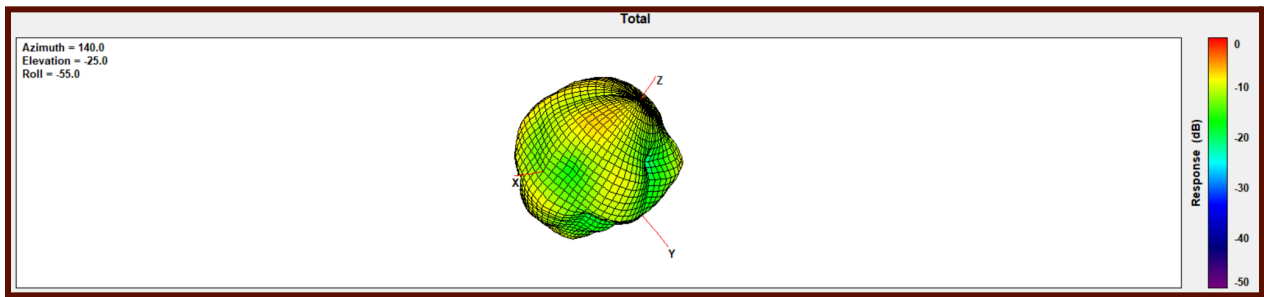 Total
Azimuth = 140.0
Elevation = -25.0
Roll = -55.0
Z
X
Y
0
-10
-20
-30
-40
-50
Response (dB)